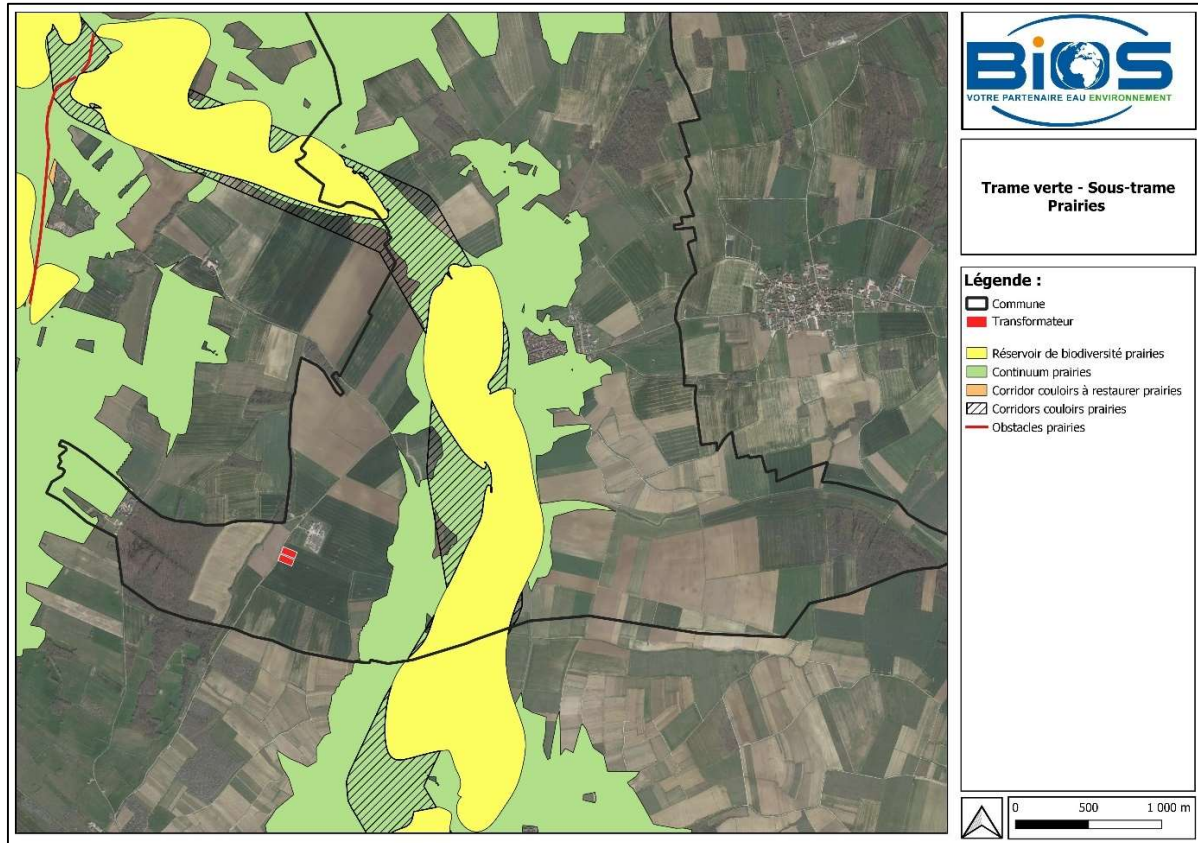 BiOS
VOTRE PARTENAIRE EAU ENVIRONNEMENT
Trame verte - Sous-trame
Prairies
Légende :
Commune
Transformateur
Réservoir de biodiversité prairies
Continuum prairies
Corridor couloirs à restaurer prairies
Corridors couloirs prairies
Obstacles prairies
0 500 1 000 m